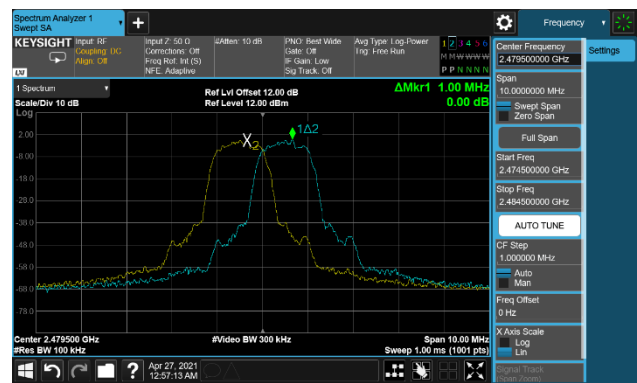 Spectrum Analyzer 1
Swept SA
+
Frequency
KEYSIGHT
Input: RF
Coupling: DC
Align: Off
Input Z: 50 Ω
Corrections: Off
Freq Ref: Int (S)
NFE: Adaptive
#Atten: 10 dB
PNO: Best Wide
Gate: Off
IF Gain: Low
Sig Track: Off
Avg Type: Log-Power
Trig: Free Run
1 2 3 4 5 6
M M W W W W
P P N N N N
LXI
1 Spectrum
Scale/Div 10 dB
Log
Ref Lvl Offset 12.00 dB
Ref Level 12.00 dBm
ΔMkr1 1.00 MHz
0.00 dB
1Δ2
X2
2.00
-18.0
-38.0
-48.0
-58.0
-68.0
-78.0
Center 2.479500 GHz
#Res BW 100 kHz
#Video BW 300 kHz
Span 10.00 MHz
Sweep 1.00 ms (1001 pts)
Apr 27, 2021
12:57:13 AM
Center Frequency
2.479500000 GHz
Span
10.0000000 MHz
Swept Span
Zero Span
Full Span
Start Freq
2.474500000 GHz
Stop Freq
2.484500000 GHz
AUTO TUNE
CF Step
1.000000 MHz
Auto
Man
Freq Offset
0 Hz
X Axis Scale
Log
Lin
Signal Track
(Span Zoom)
Settings